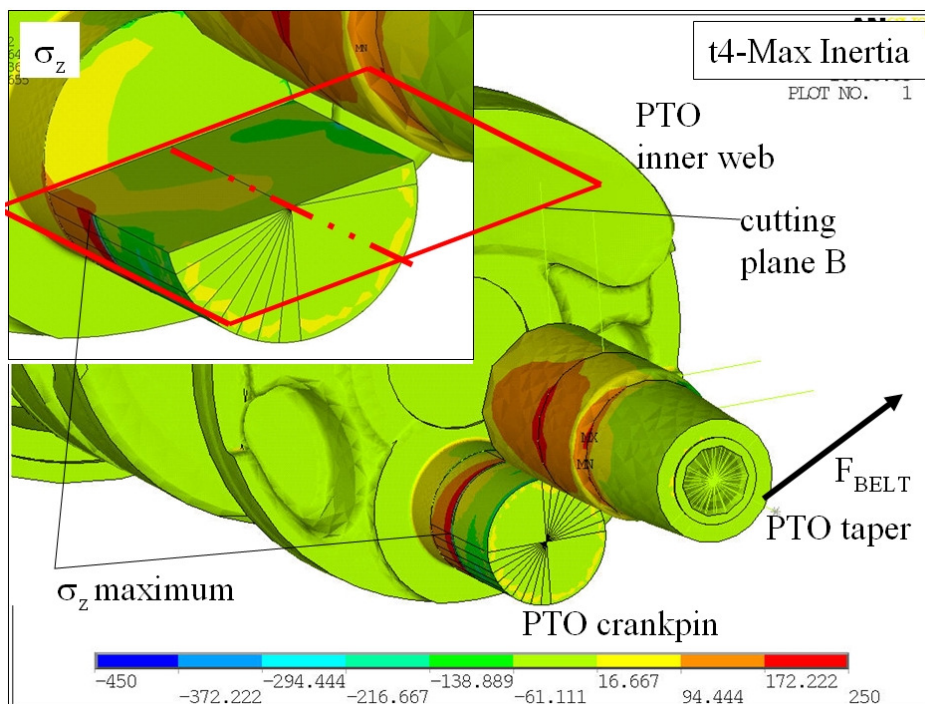 σz
t4-Max Inertia
PLOT NO. 1
PTO
inner web
cutting
plane B
MN
MX
MN
FBELT
PTO taper
σz maximum
PTO crankpin
−450 −294.444 −138.889 16.667 172.222
−372.222 −216.667 −61.111 94.444 250